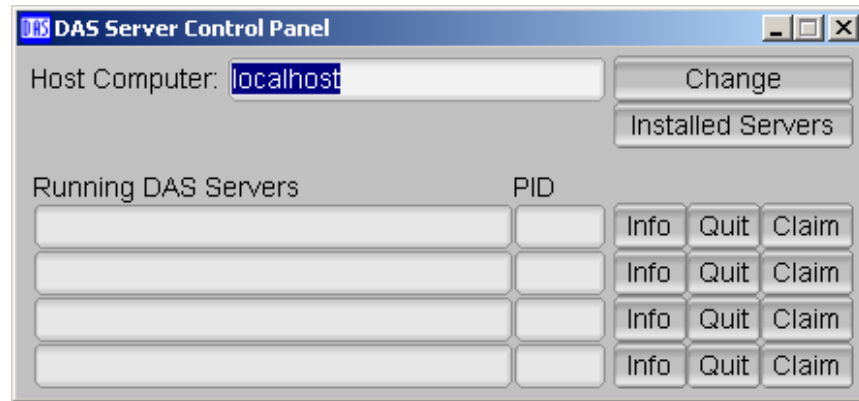 DAS DAS Server Control Panel
Host Computer: localhost Change
Installed Servers
Running DAS Servers PID
Info Quit Claim
Info Quit Claim
Info Quit Claim
Info Quit Claim